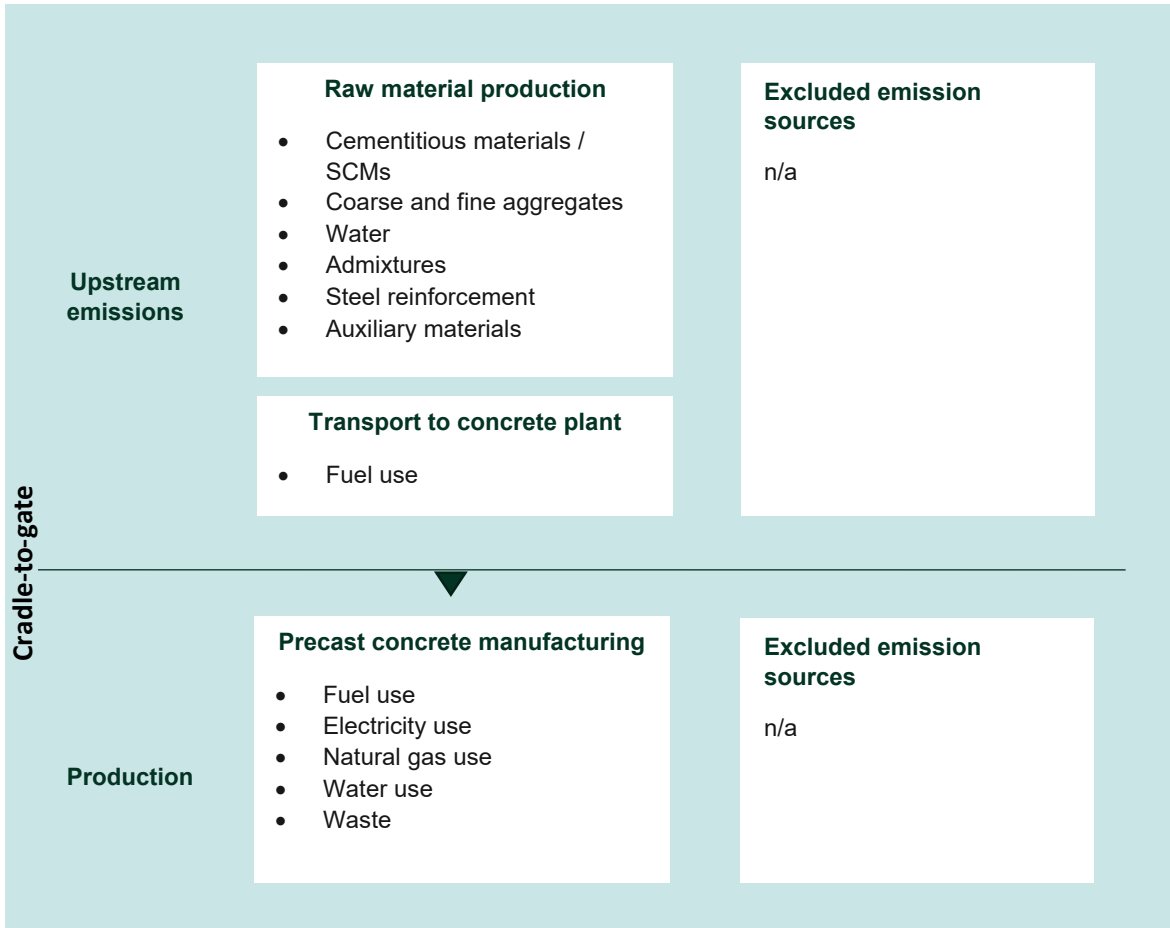 Cradle-to-gate
Upstream
emissions
Raw material production
• Cementitious materials /
SCMs
• Coarse and fine aggregates
• Water
• Admixtures
• Steel reinforcement
• Auxiliary materials
Transport to concrete plant
• Fuel use
Excluded emission
sources
n/a
Production
Precast concrete manufacturing
• Fuel use
• Electricity use
• Natural gas use
• Water use
• Waste
Excluded emission
sources
n/a